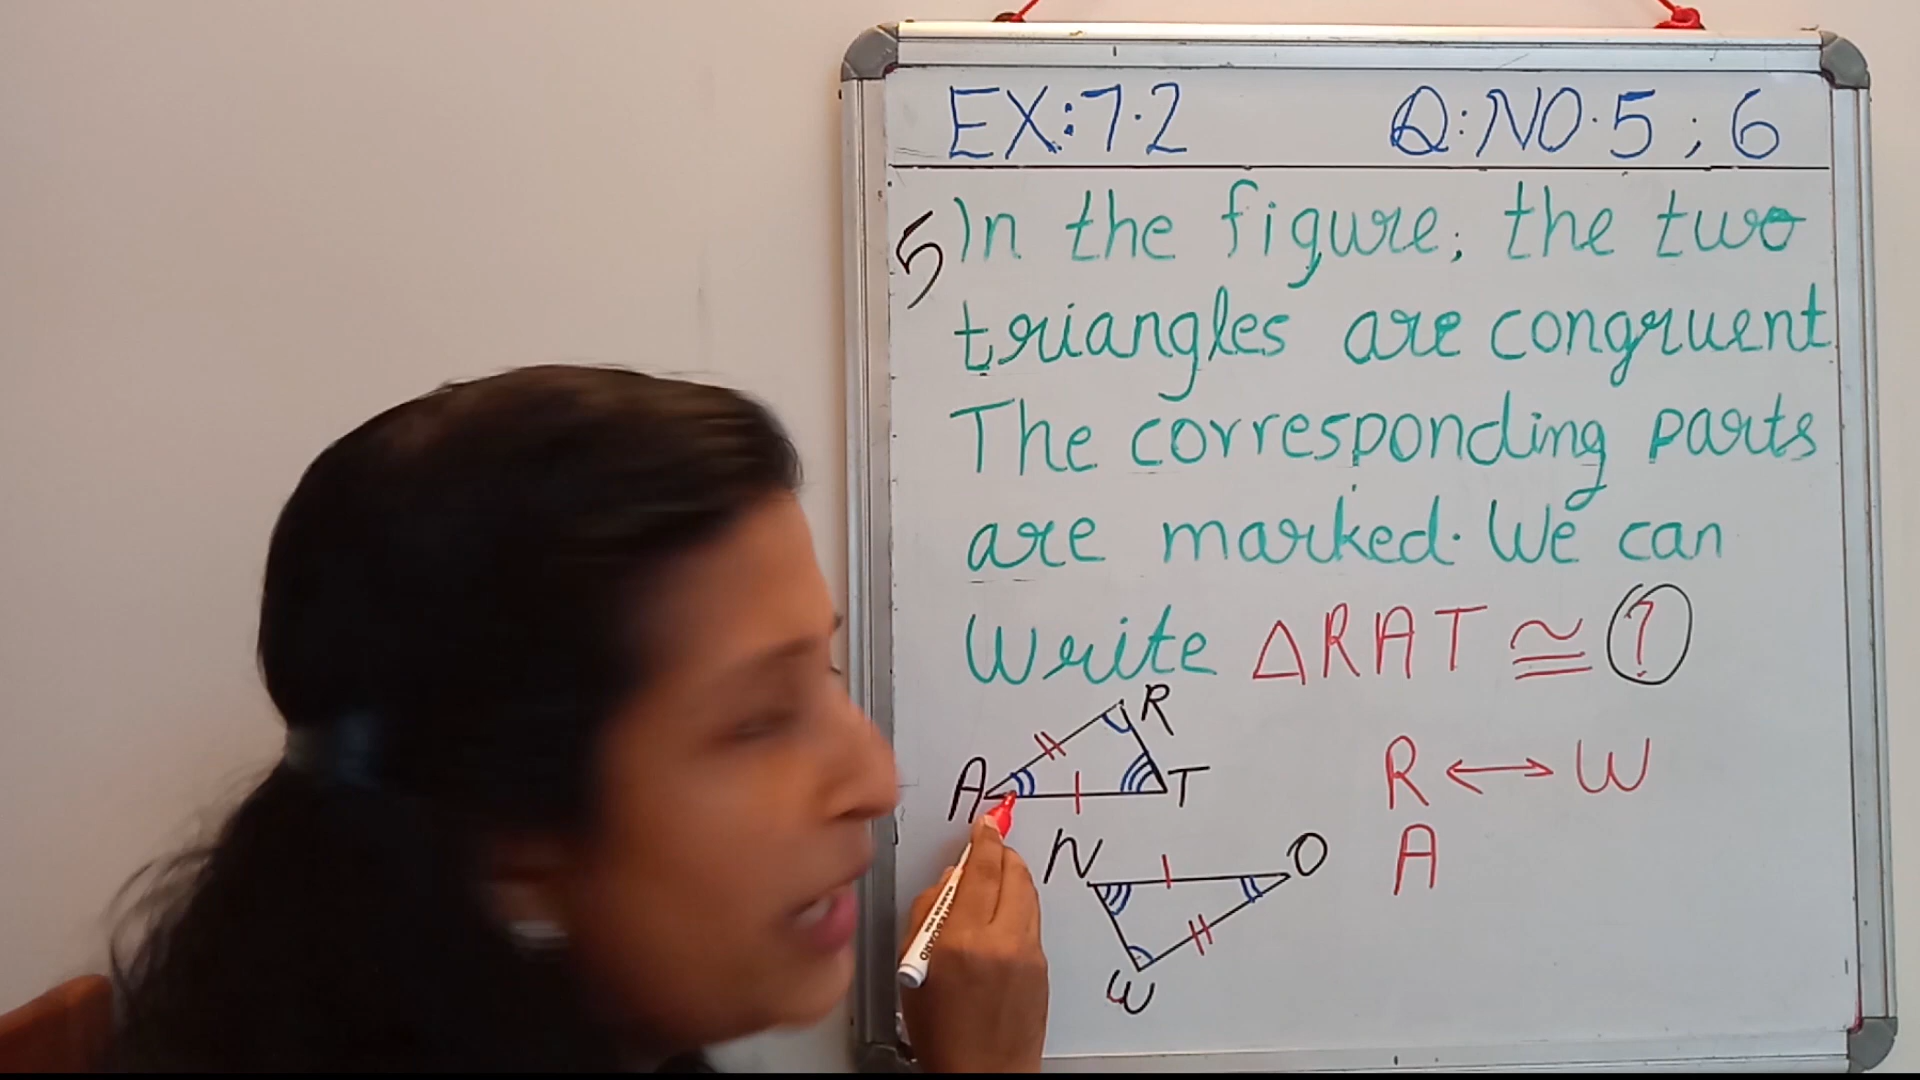 EX:7.2 Q:NO.5 ; 6
5 In the figure, the two
triangles are congruent
The corresponding parts
are marked. We can
Write △RAT ≅ ?
R
A
T
R ↔ W
N
O
A
W